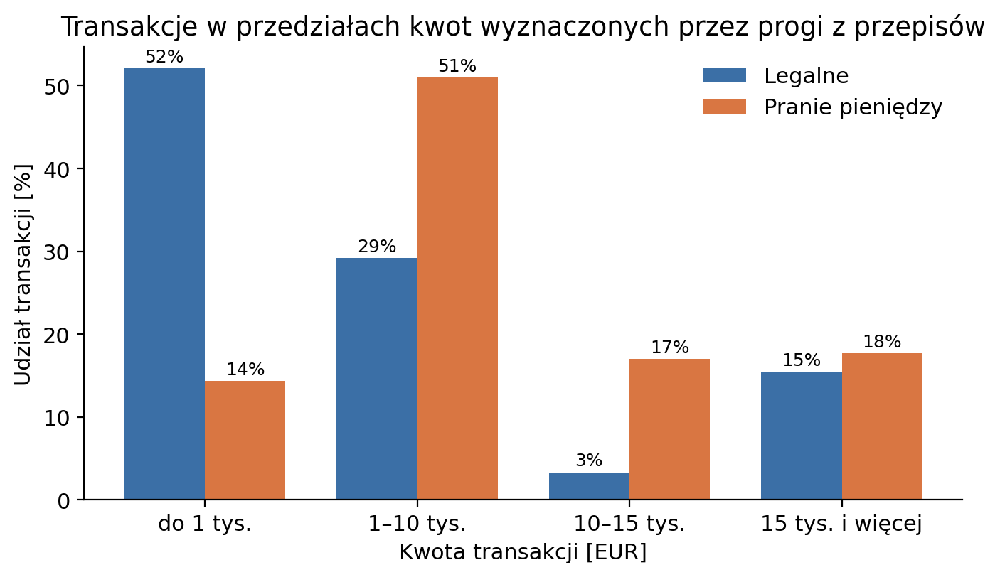 Transakcje w przedziałach kwot wyznaczonych przez progi z przepisów
Legalne
Pranie pieniędzy
Udział transakcji [%]
50
40
30
20
10
0
52%
14%
29%
51%
3%
17%
15%
18%
do 1 tys.
1–10 tys.
10–15 tys.
15 tys. i więcej
Kwota transakcji [EUR]